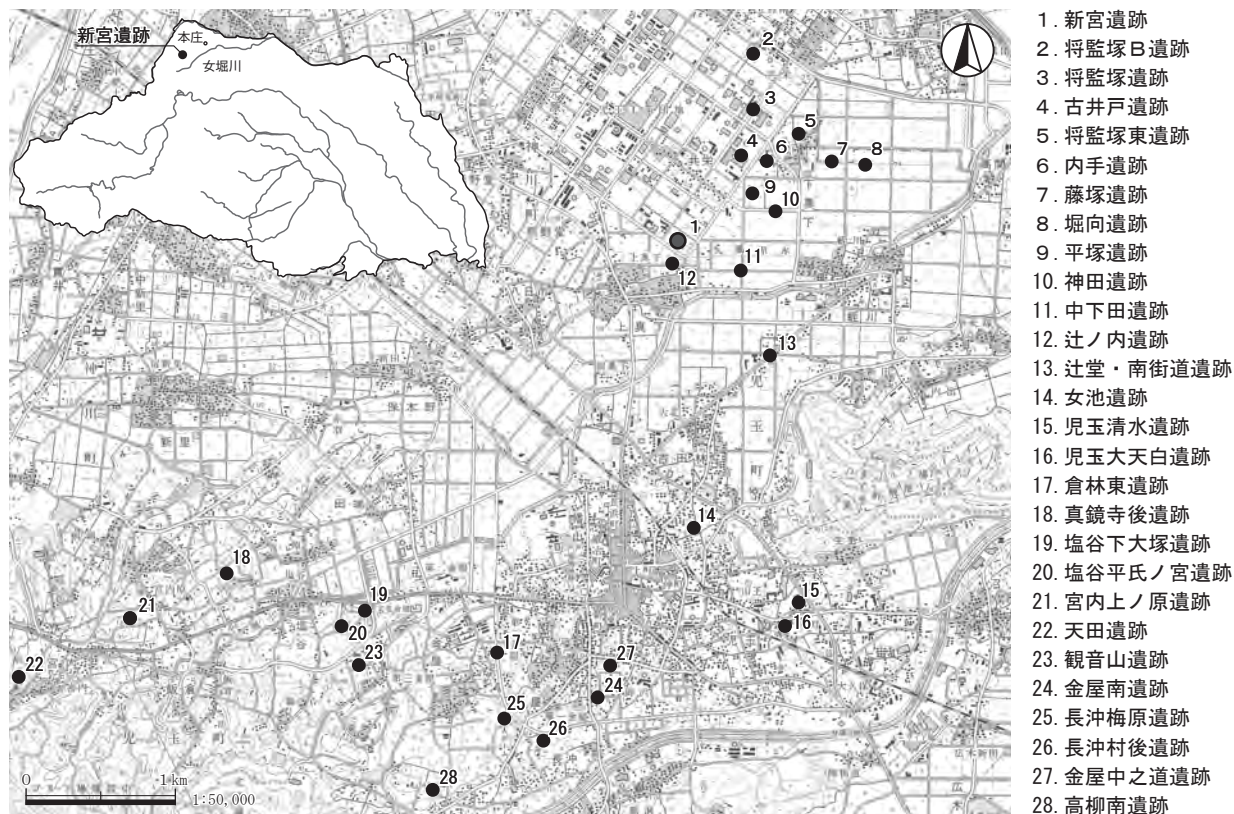 新宮遺跡
本庄
女堀川
1
2
3
4
5
6
7
8
9
10
11
12
13
14
15
16
17
18
19
20
21
22
23
24
25
26
27
28
児
玉
町
保木野
0 1km
1:50,000
1. 新宮遺跡
2. 将監塚B遺跡
3. 将監塚遺跡
4. 古井戸遺跡
5. 将監塚東遺跡
6. 内手遺跡
7. 藤塚遺跡
8. 堀向遺跡
9. 平塚遺跡
10. 神田遺跡
11. 中下田遺跡
12. 辻ノ内遺跡
13. 辻堂・南街道遺跡
14. 女池遺跡
15. 児玉清水遺跡
16. 児玉大天白遺跡
17. 倉林東遺跡
18. 真鏡寺後遺跡
19. 塩谷下大塚遺跡
20. 塩谷平氏ノ宮遺跡
21. 宮内上ノ原遺跡
22. 天田遺跡
23. 観音山遺跡
24. 金屋南遺跡
25. 長沖梅原遺跡
26. 長沖村後遺跡
27. 金屋中之道遺跡
28. 高柳南遺跡